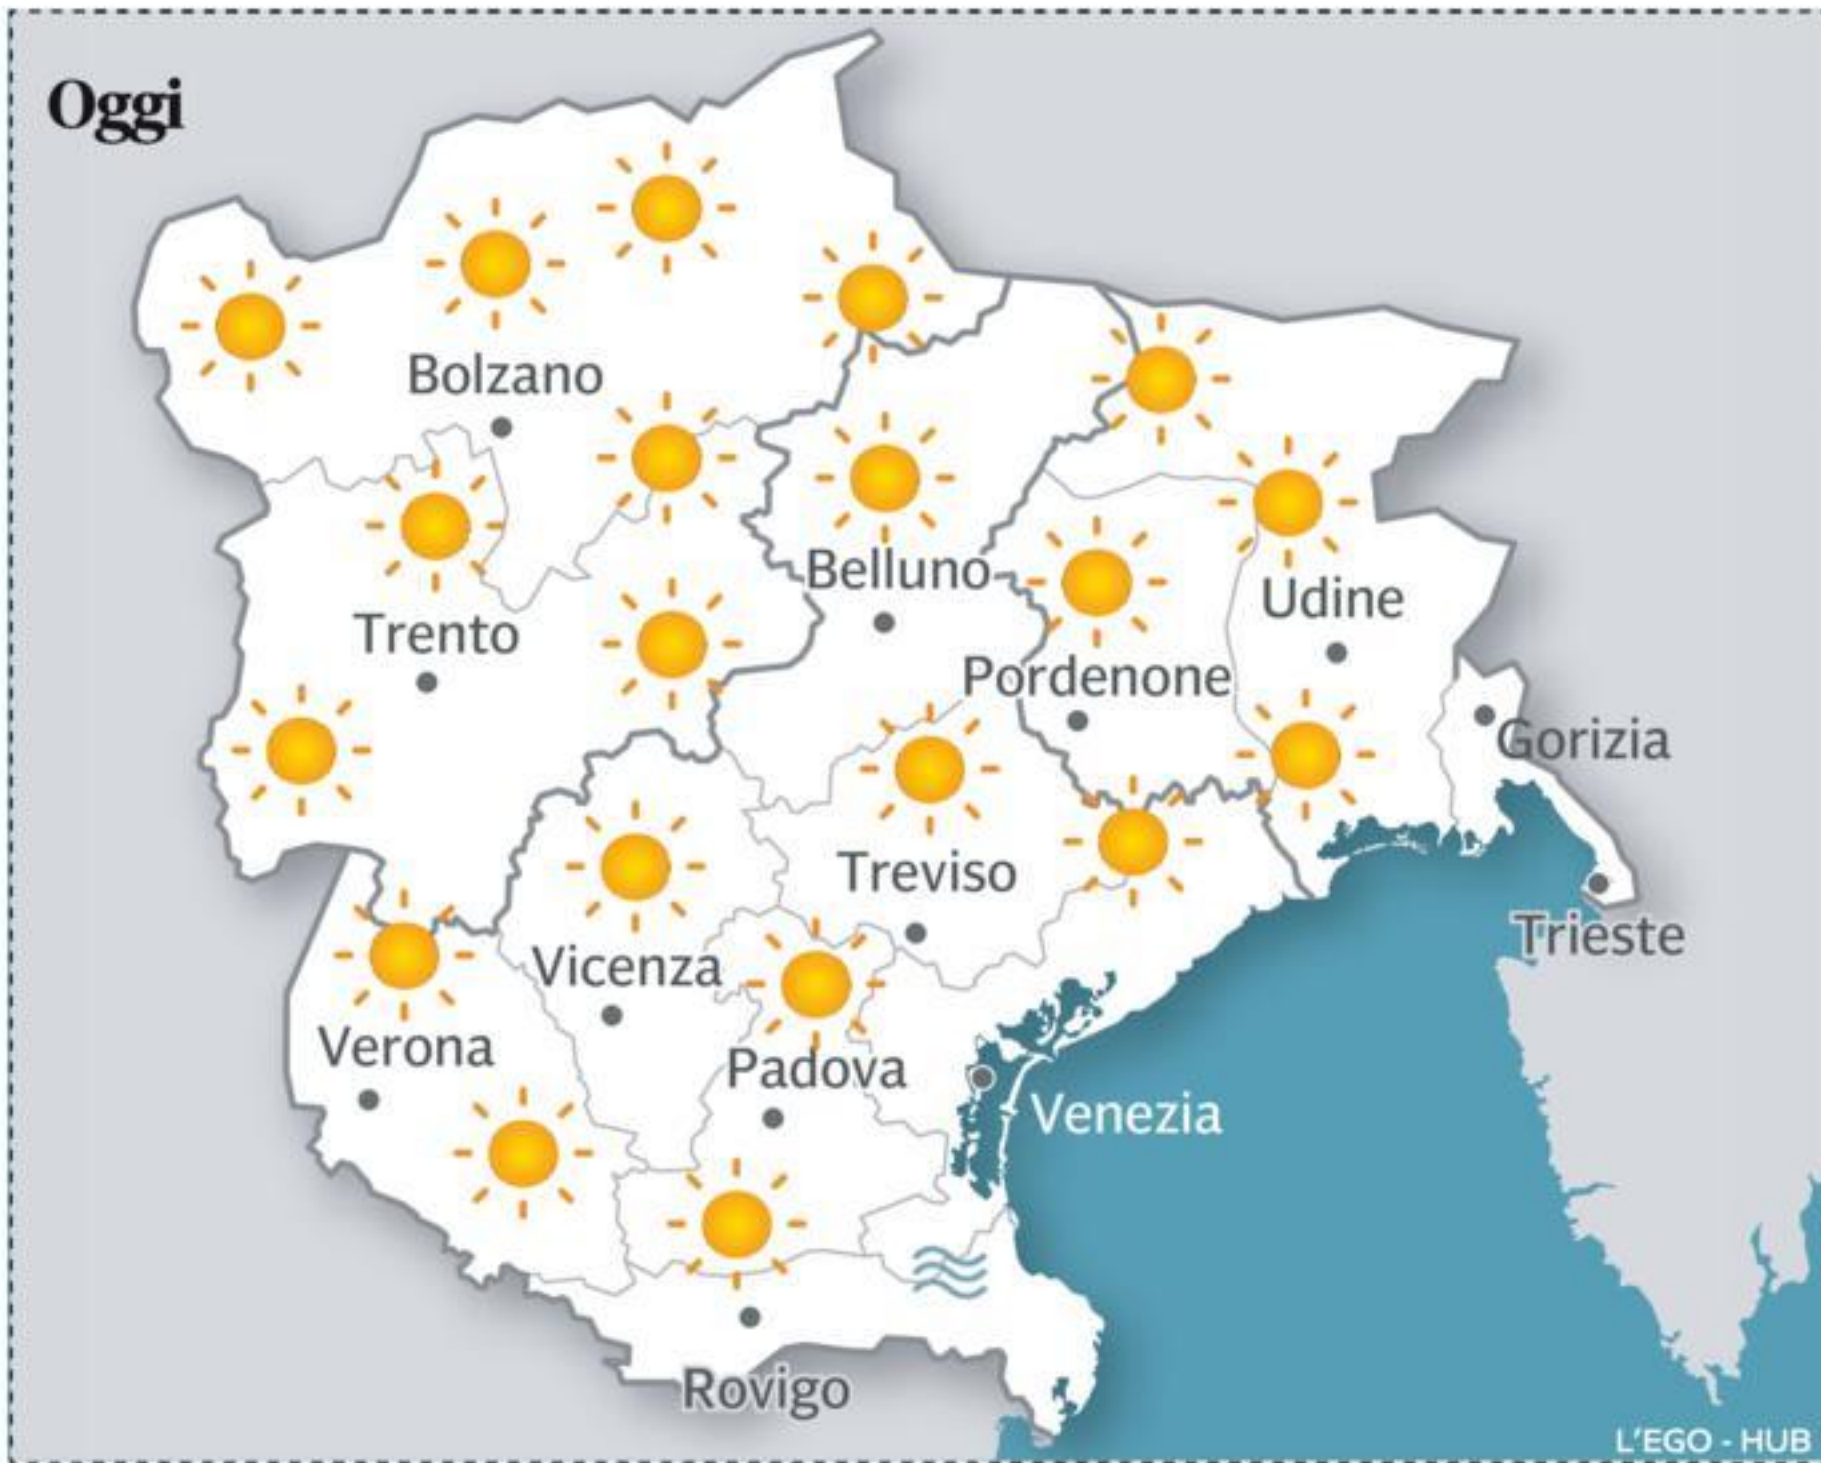 Oggi
Bolzano
Belluno
Udine
Trento
Pordenone
Gorizia
Treviso
Trieste
Vicenza
Verona
Padova
Venezia
Rovigo
L'EGO - HUB